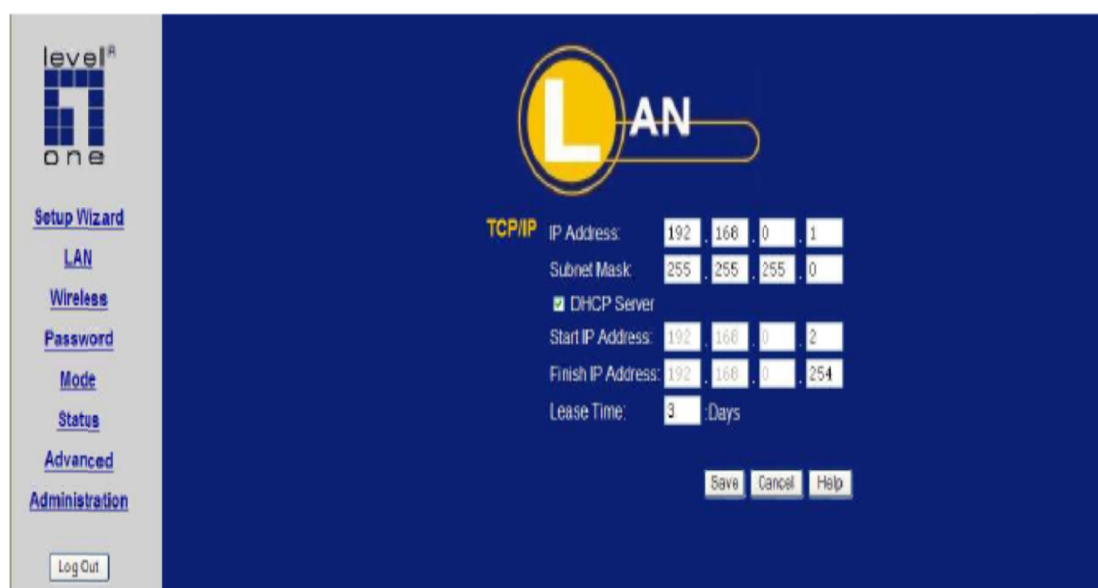 level®
one
Setup Wizard
LAN
Wireless
Password
Mode
Status
Advanced
Administration
Log Out
LAN
TCP/IP
IP Address: 192 . 168 . 0 . 1
Subnet Mask: 255 . 255 . 255 . 0
DHCP Server
Start IP Address: 192 . 168 . 0 . 2
Finish IP Address: 192 . 168 . 0 . 254
Lease Time: 3 :Days
Save Cancel Help